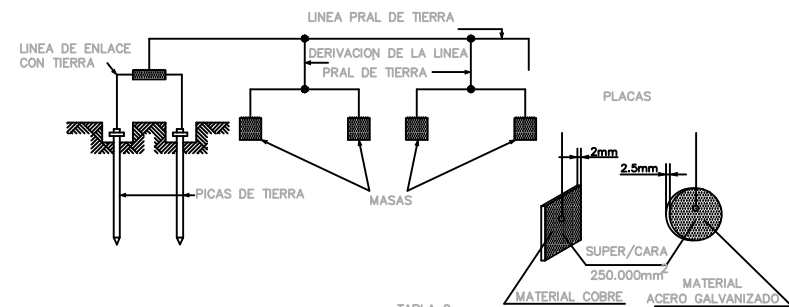 LINEA PRAL DE TIERRA
LINEA DE ENLACE
CON TIERRA
DERIVACION DE LA LINEA
PRAL DE TIERRA
PLACAS
2mm
2.5mm
PICAS DE TIERRA
MASAS
SUPER/CARA
250.000mm²
MATERIAL COBRE
MATERIAL
ACERO GALVANIZADO